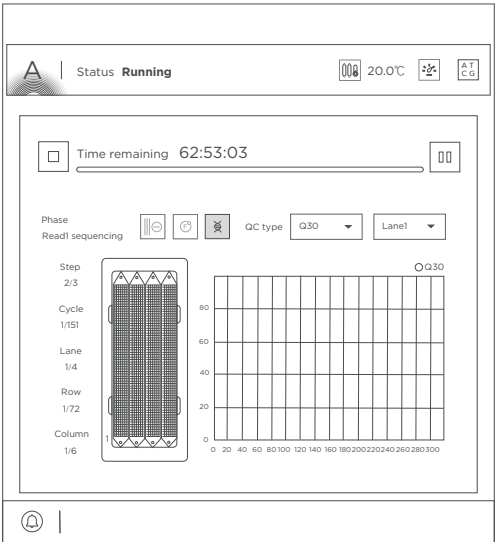 A
Status Running
20.0℃
A T
C G
Time remaining 62:53:03
Phase
Read1 sequencing
QC type
Q30
Lane1
Step
2/3
Cycle
1/151
Lane
1/4
Row
1/72
Column
1/6
1
Q30
80
60
40
20
0
0 20 40 60 80 100 120 140 160 180 200 220 240 260 280 300